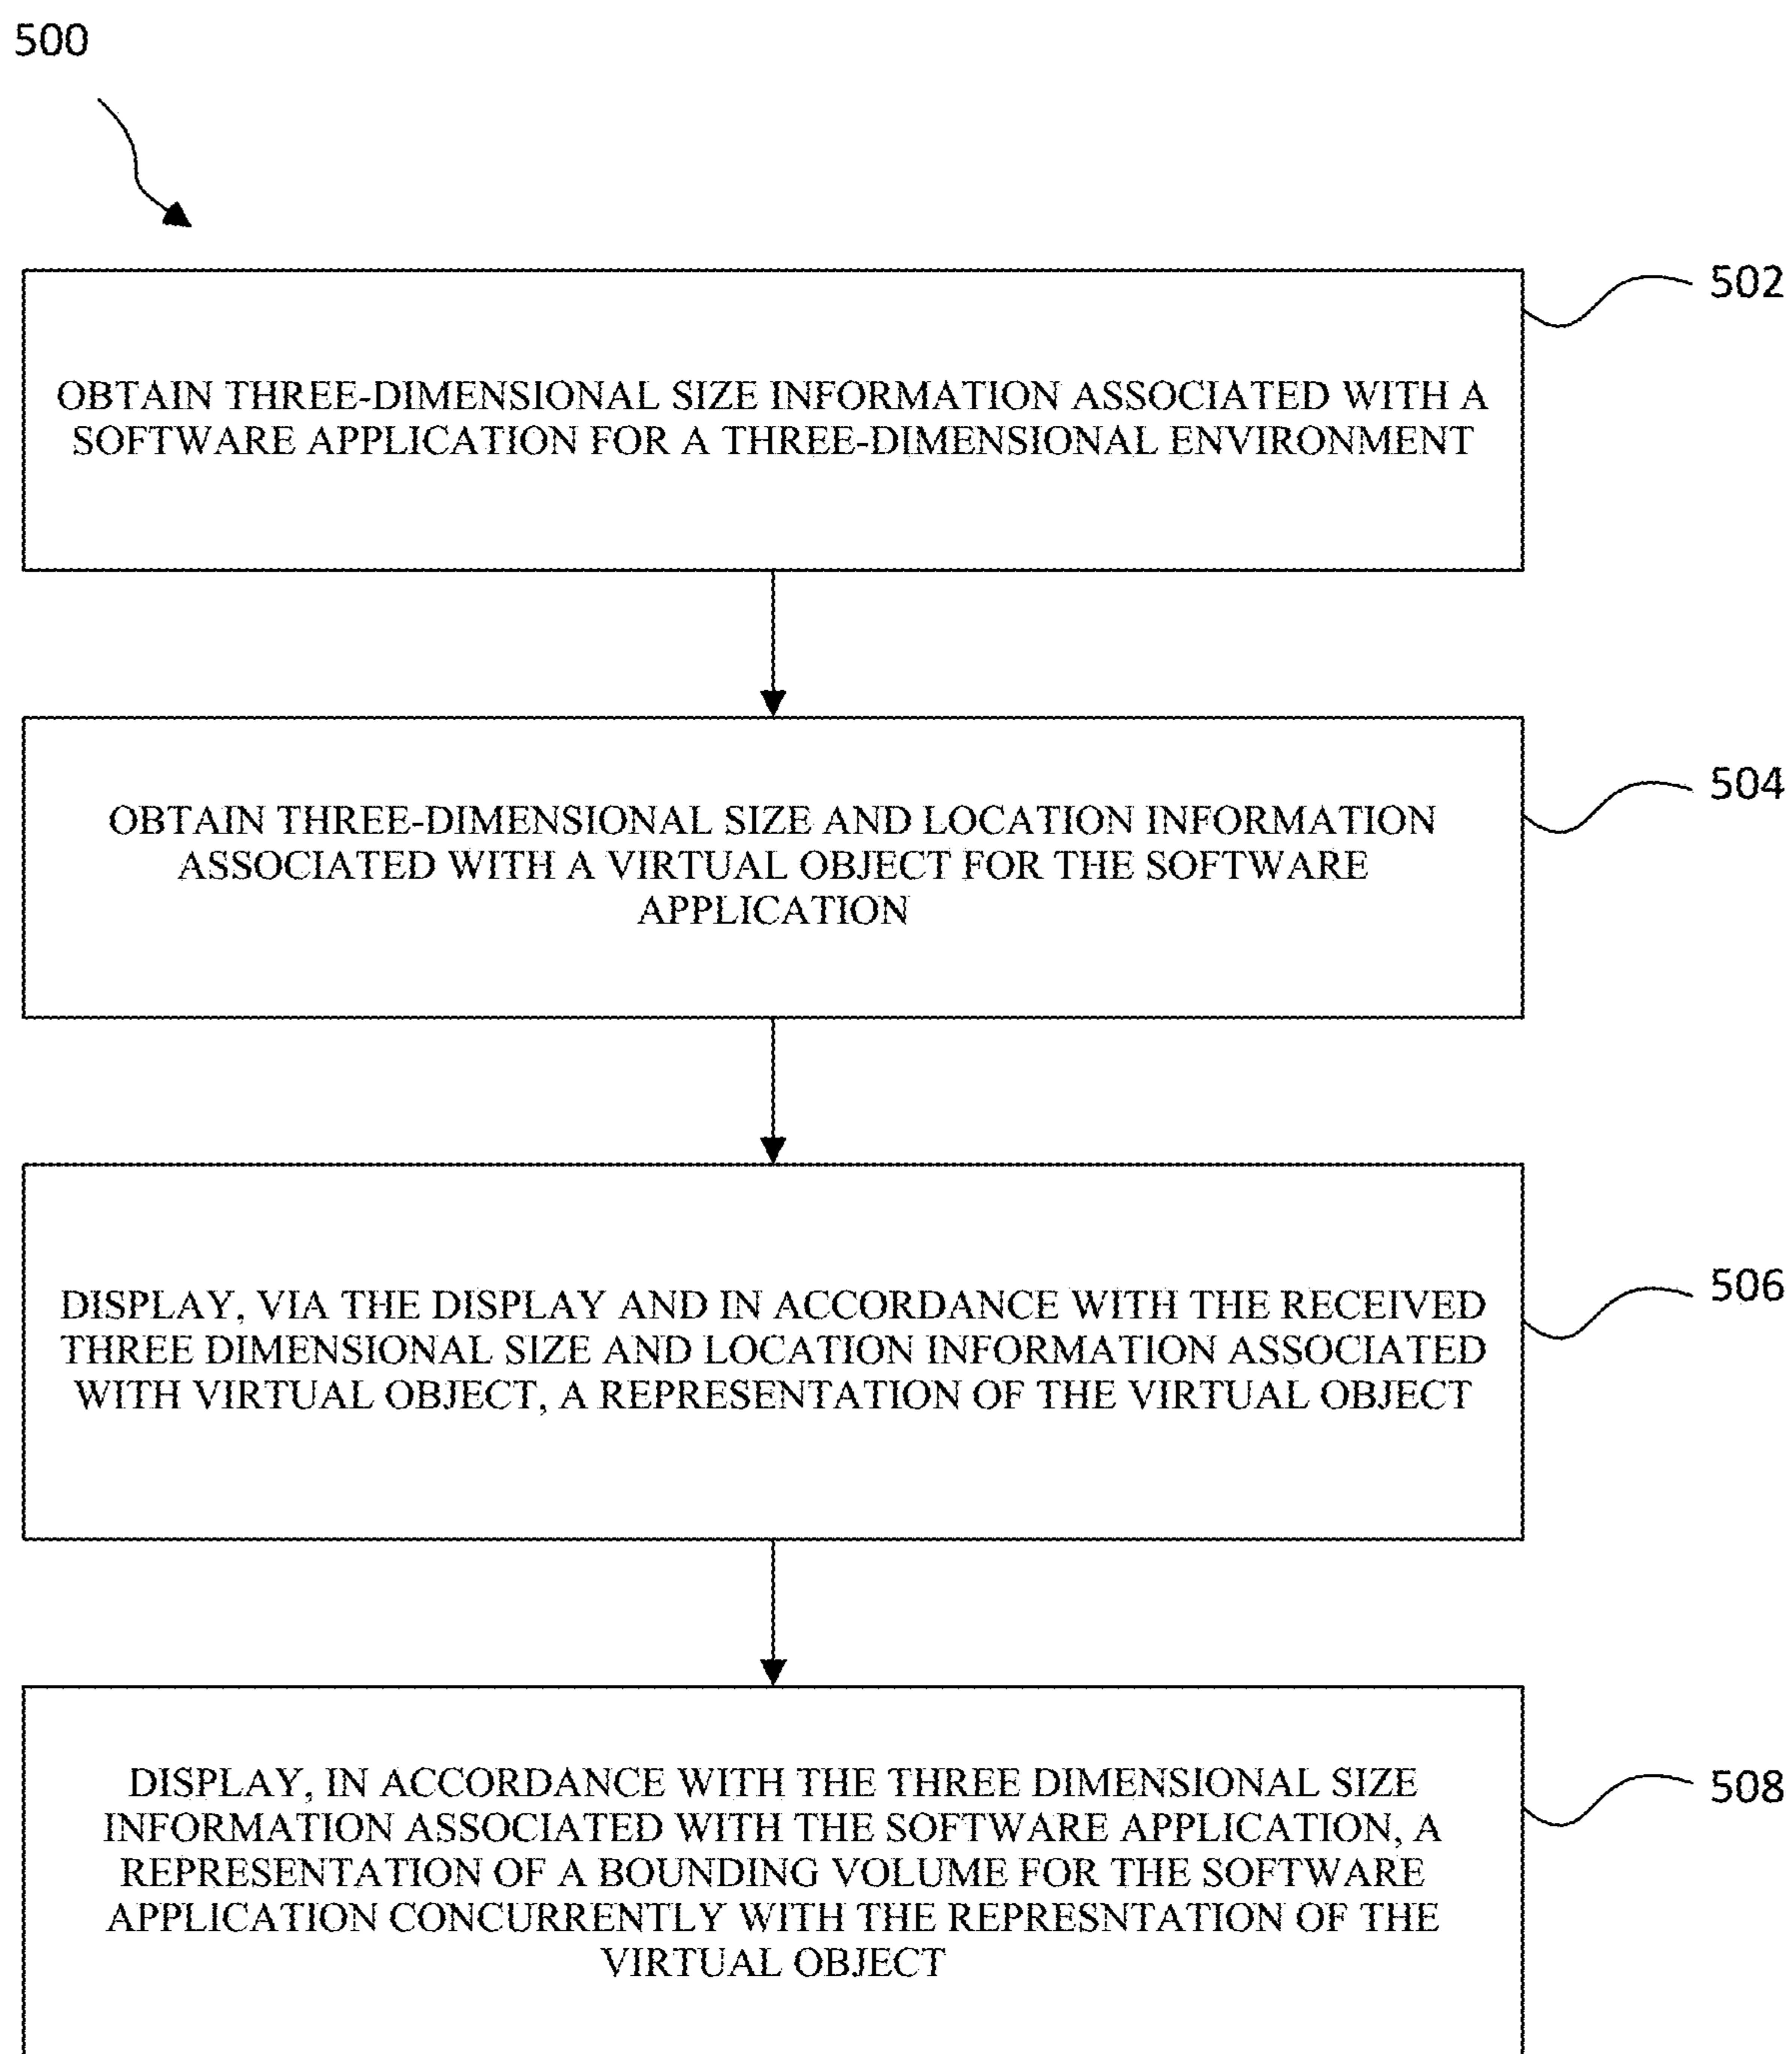 500
502
OBTAIN THREE-DIMENSIONAL SIZE INFORMATION ASSOCIATED WITH A
SOFTWARE APPLICATION FOR A THREE-DIMENSIONAL ENVIRONMENT
504
OBTAIN THREE-DIMENSIONAL SIZE AND LOCATION INFORMATION
ASSOCIATED WITH A VIRTUAL OBJECT FOR THE SOFTWARE
APPLICATION
506
DISPLAY, VIA THE DISPLAY AND IN ACCORDANCE WITH THE RECEIVED
THREE DIMENSIONAL SIZE AND LOCATION INFORMATION ASSOCIATED
WITH VIRTUAL OBJECT, A REPRESENTATION OF THE VIRTUAL OBJECT
508
DISPLAY, IN ACCORDANCE WITH THE THREE DIMENSIONAL SIZE
INFORMATION ASSOCIATED WITH THE SOFTWARE APPLICATION, A
REPRESENTATION OF A BOUNDING VOLUME FOR THE SOFTWARE
APPLICATION CONCURRENTLY WITH THE REPRESNTATION OF THE
VIRTUAL OBJECT